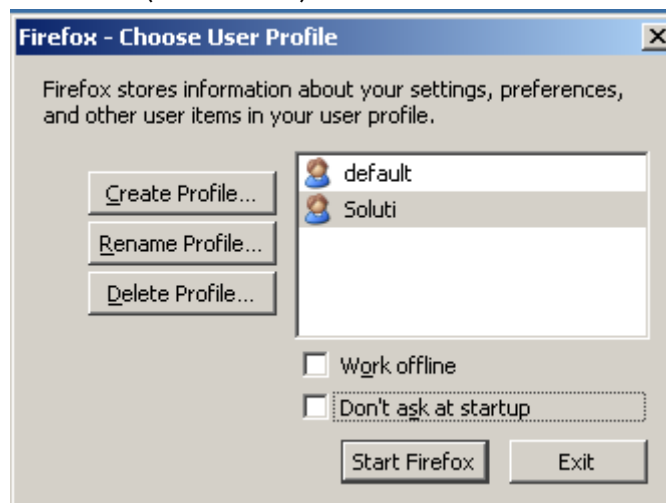 Firefox - Choose User Profile
Firefox stores information about your settings, preferences,
and other user items in your user profile.
Create Profile...
Rename Profile...
Delete Profile...
default
Soluti
Work offline
Don't ask at startup
Start Firefox
Exit